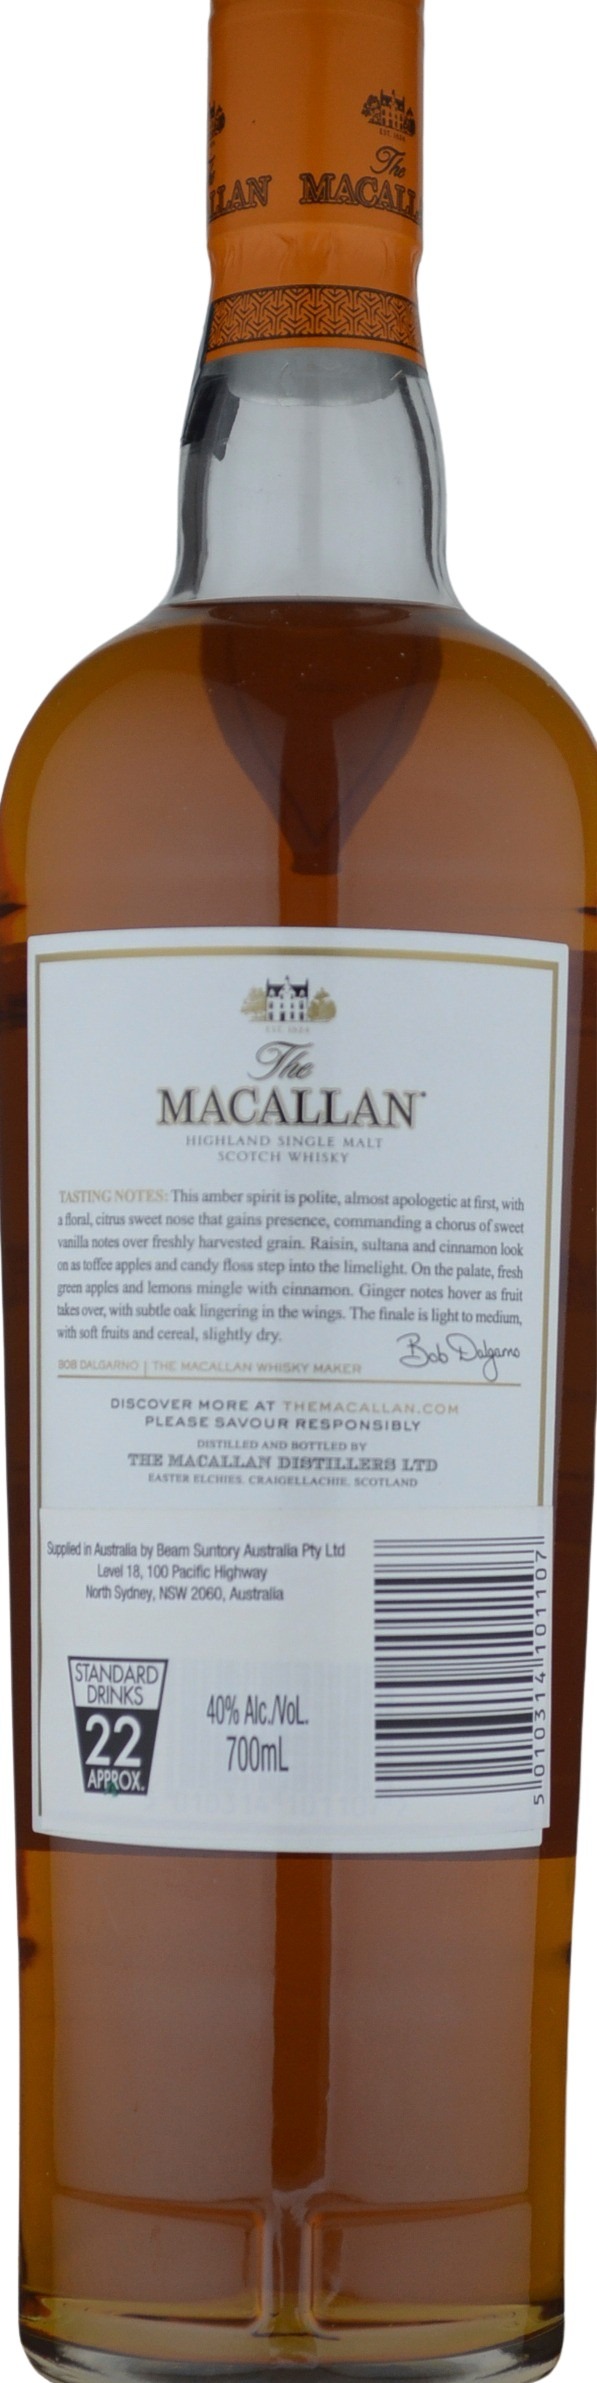 EST. 1824
The
LLAN MACALL
EST. 1824
The
MACALLAN
HIGHLAND SINGLE MALT
SCOTCH WHISKY
TASTING NOTES: This amber spirit is polite, almost apologetic at first, with
a floral, citrus sweet nose that gains presence, commanding a chorus of sweet
vanilla notes over freshly harvested grain. Raisin, sultana and cinnamon look
on as toffee apples and candy floss step into the limelight. On the palate, fresh
green apples and lemons mingle with cinnamon. Ginger notes hover as fruit
takes over, with subtle oak lingering in the wings. The finale is light to medium,
with soft fruits and cereal, slightly dry.
Bob Dalgarno
BOB DALGARNO | THE MACALLAN WHISKY MAKER
DISCOVER MORE AT THEMACALLAN.COM
PLEASE SAVOUR RESPONSIBLY
DISTILLED AND BOTTLED BY
THE MACALLAN DISTILLERS LTD
EASTER ELCHIES, CRAIGELLACHIE, SCOTLAND
Supplied in Australia by Beam Suntory Australia Pty Ltd
Level 18, 100 Pacific Highway
North Sydney, NSW 2060, Australia
STANDARD
DRINKS
22
APPROX.
40% Alc./VoL.
700mL
5 010314 101107